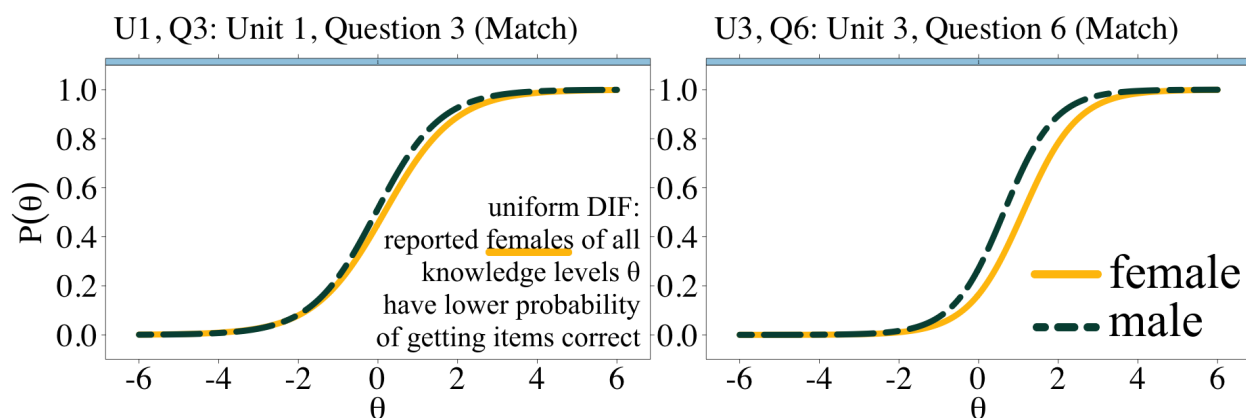 U1, Q3: Unit 1, Question 3 (Match)
1.0
0.8
0.6
0.4
0.2
0.0
P(θ)
-6 -4 -2 0 2 4 6
θ
uniform DIF:
reported females of all
knowledge levels θ
have lower probability
of getting items correct
U3, Q6: Unit 3, Question 6 (Match)
1.0
0.8
0.6
0.4
0.2
0.0
-6 -4 -2 0 2 4 6
θ
female
male